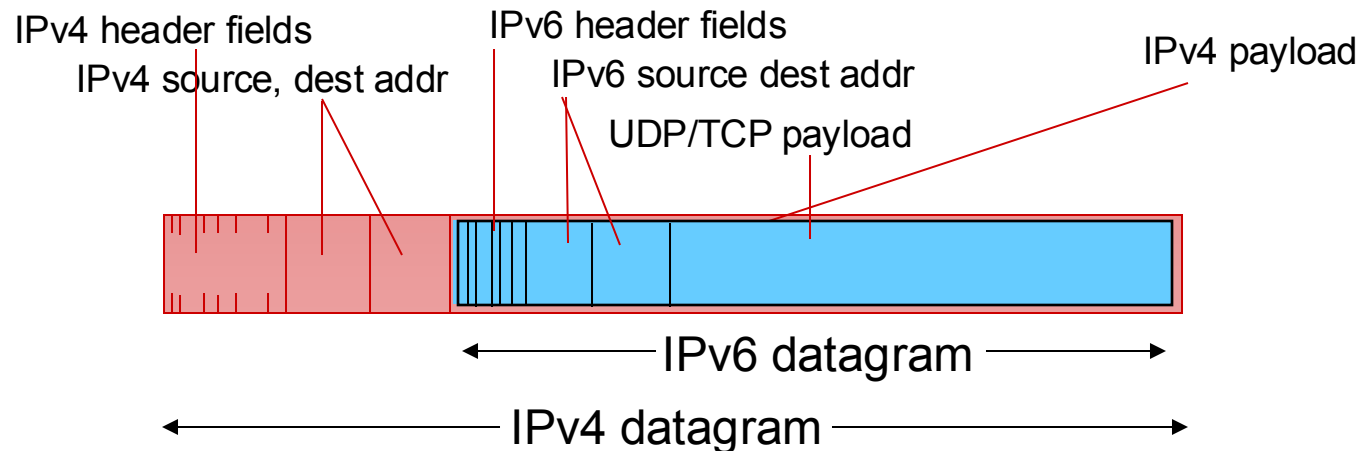 IPv4 header fields
IPv6 header fields
IPv4 payload
IPv4 source, dest addr
IPv6 source dest addr
UDP/TCP payload
IPv6 datagram
IPv4 datagram